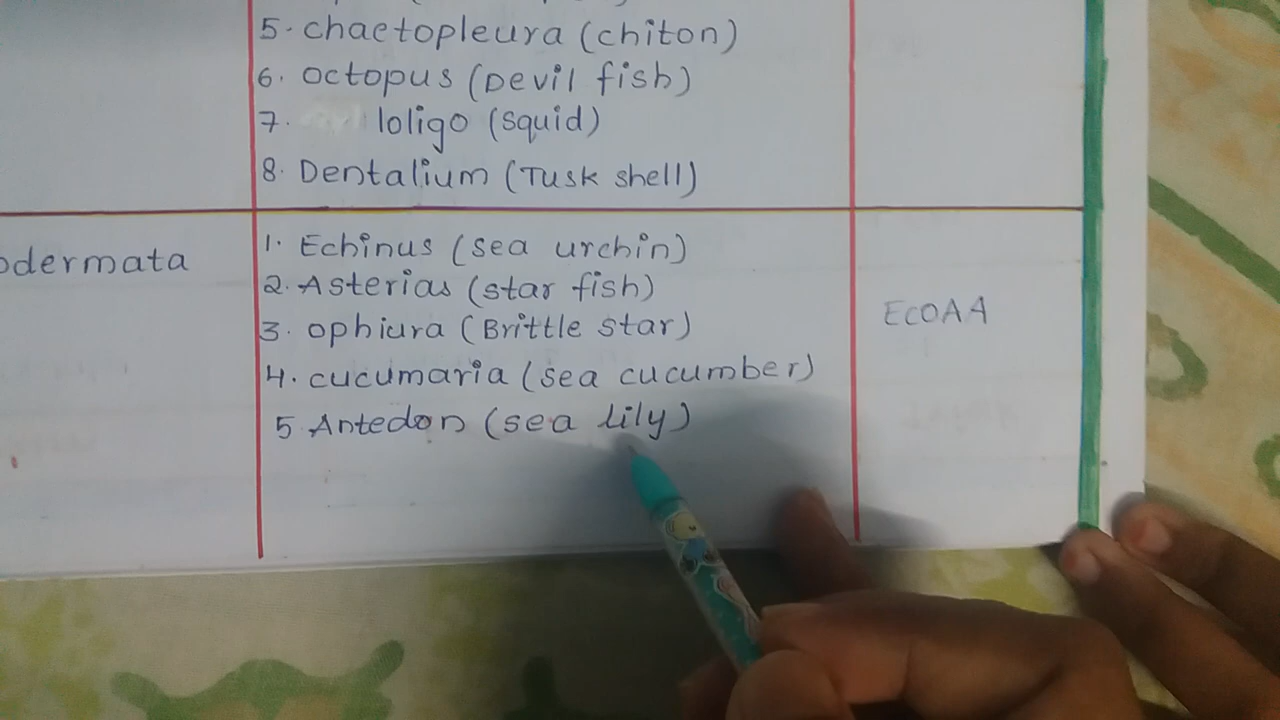 5. chaetopleura (chiton)
6. octopus (Devil fish)
7. loligo (squid)
8. Dentalium (Tusk shell)
odermata
1. Echinus (sea urchin)
2. Asterias (star fish)
3. ophiura (Brittle star)
4. cucumaria (sea cucumber)
5 Antedon (sea lily)
ECOAA